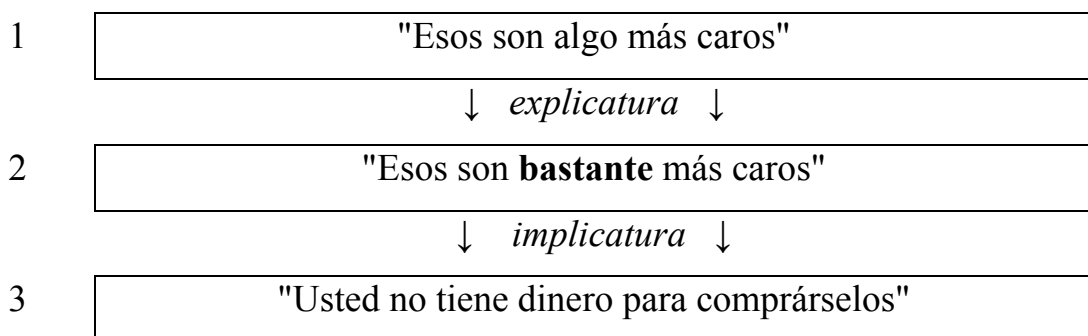 1 "Esos son algo más caros"
↓ explicatura ↓
2 "Esos son bastante más caros"
↓ implicatura ↓
3 "Usted no tiene dinero para comprárselos"